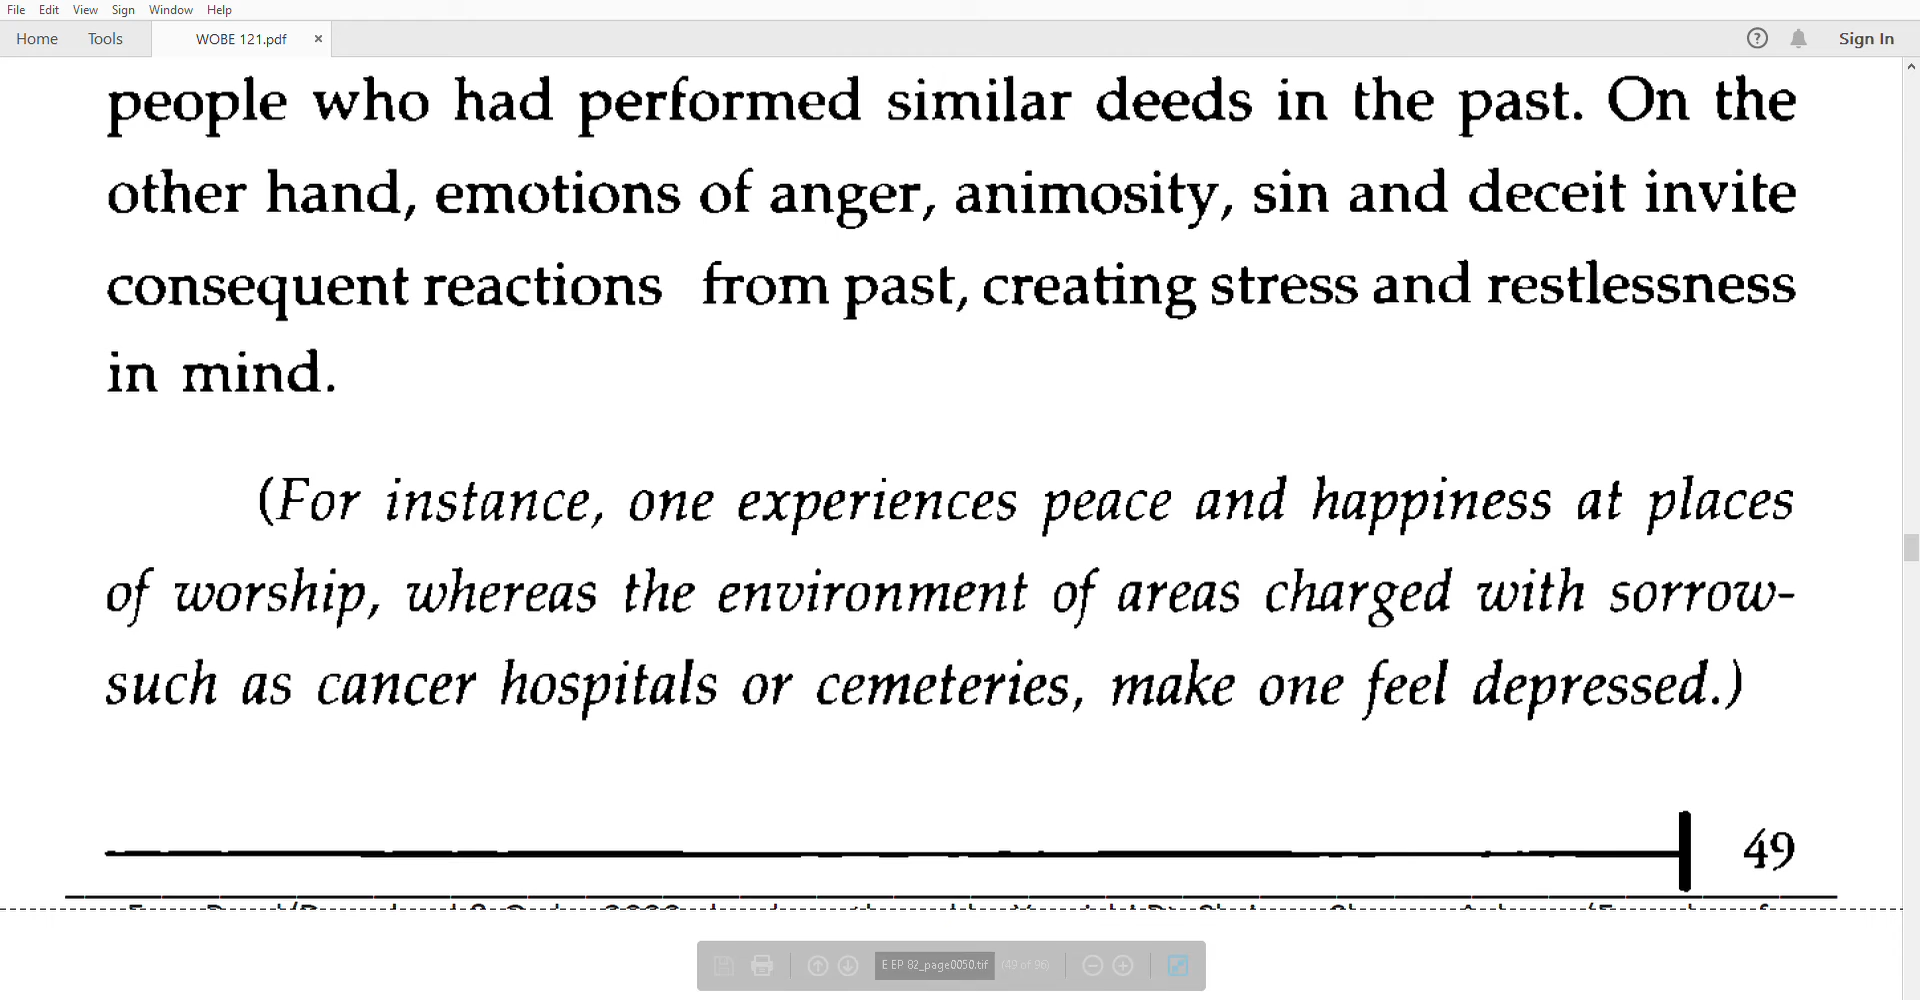 File Edit View Sign Window Help
Home Tools WOBE 121.pdf × ? Sign In
people who had performed similar deeds in the past. On the
other hand, emotions of anger, animosity, sin and deceit invite
consequent reactions from past, creating stress and restlessness
in mind.
(For instance, one experiences peace and happiness at places
of worship, whereas the environment of areas charged with sorrow-
such as cancer hospitals or cemeteries, make one feel depressed.)
49
E EP 82_page0050.tif (49 of 96)